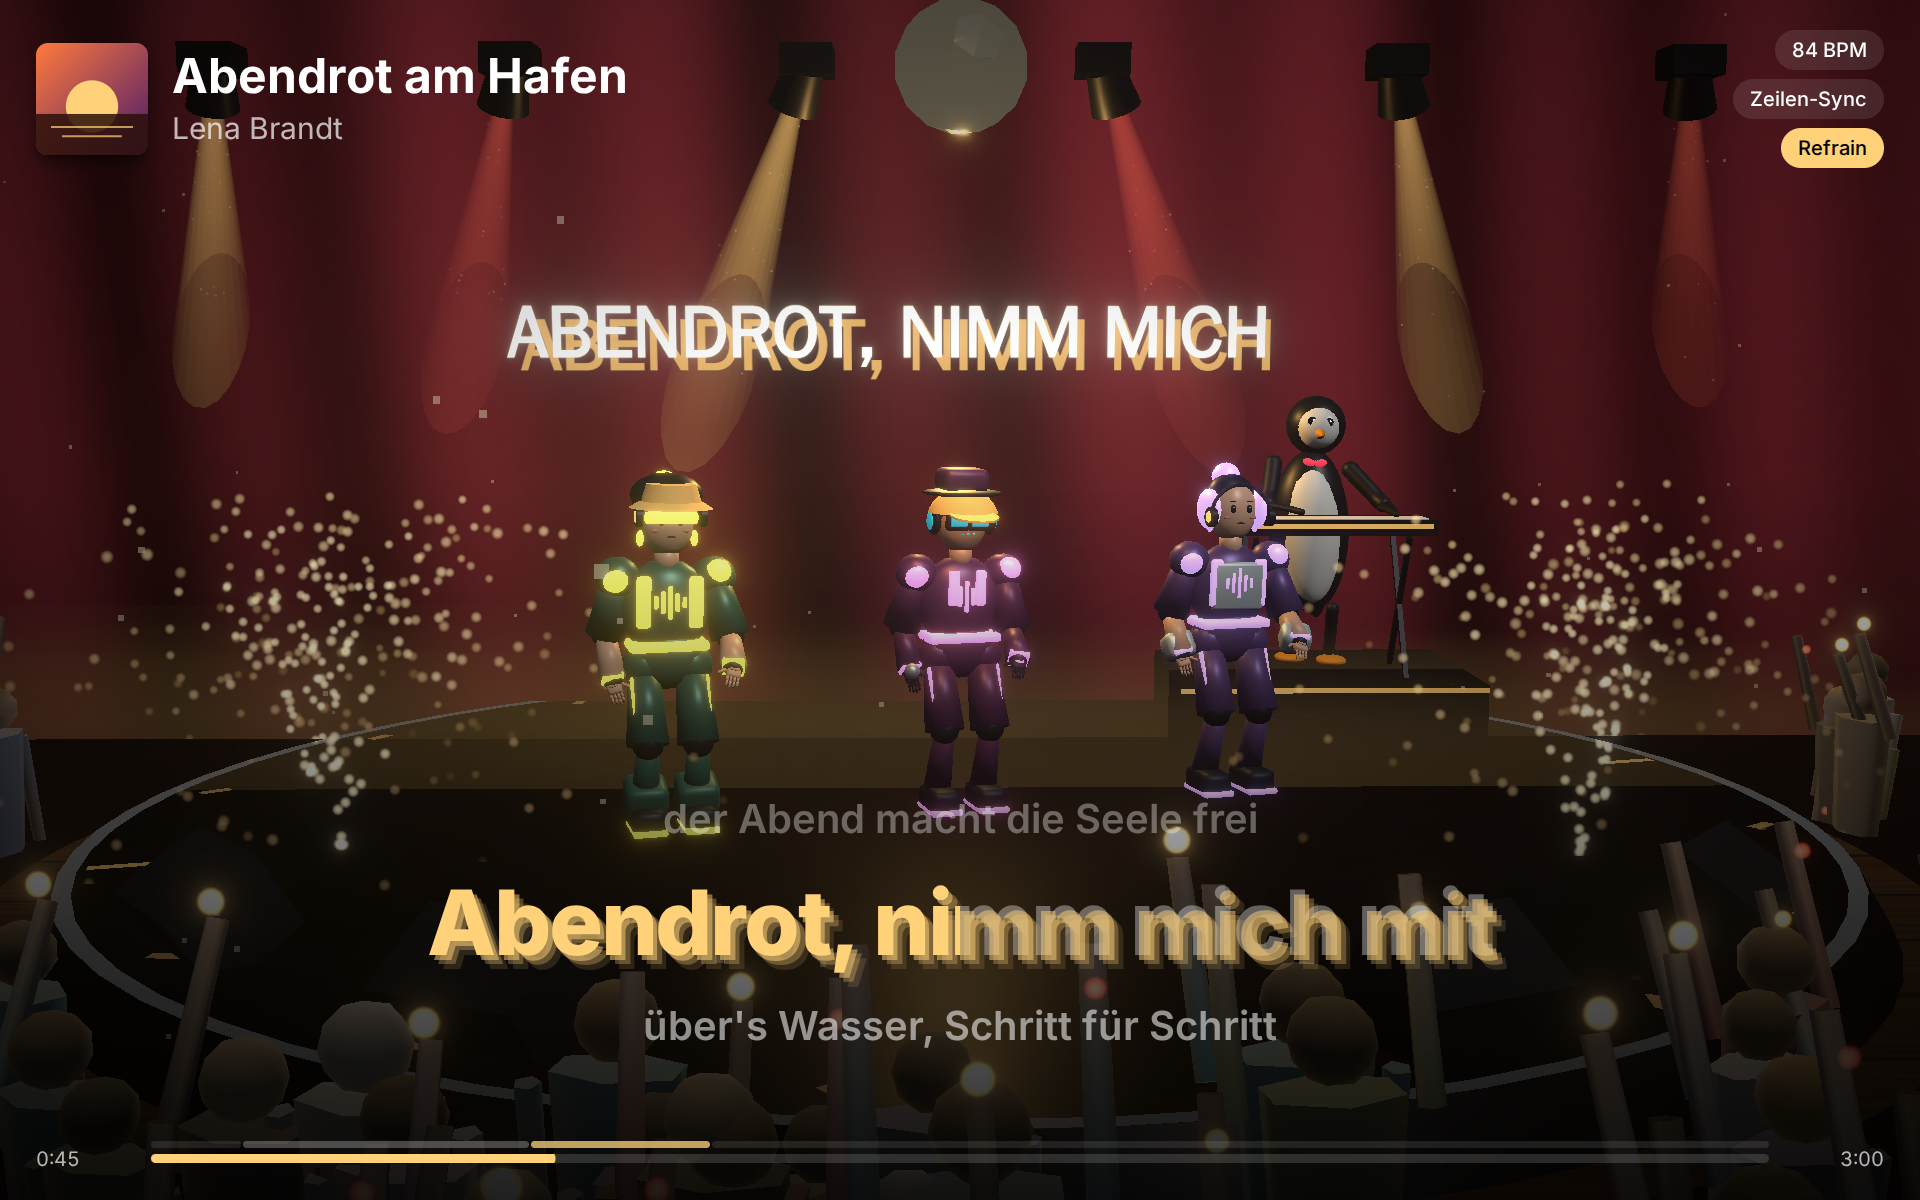 Abendrot am Hafen
Lena Brandt
84 BPM
Zeilen-Sync
Refrain
ABENDROT, NIMM MICH
der Abend macht die Seele frei
Abendrot, nimm mich mit
über's Wasser, Schritt für Schritt
0:45
3:00